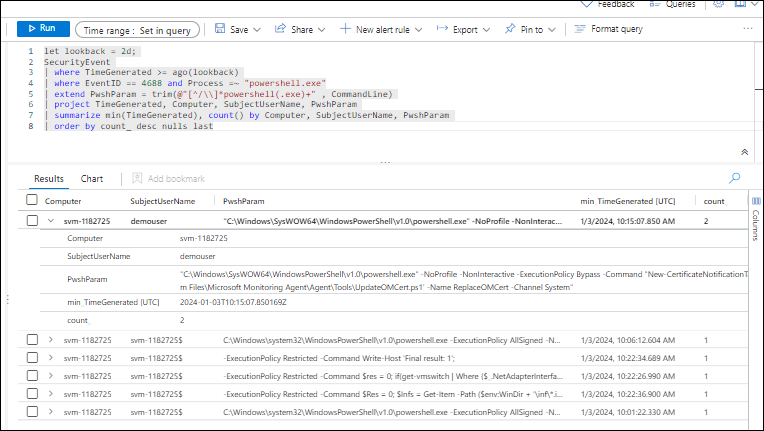 Feedback Queries
Run Time range : Set in query Save Share New alert rule Export Pin to Format query
1 let lookback = 2d;
2 SecurityEvent
3 | where TimeGenerated >= ago(lookback)
4 | where EventID == 4688 and Process =~ "powershell.exe"
5 | extend PwshParam = trim(@"[^/\\]*powershell(.exe)+" , CommandLine)
6 | project TimeGenerated, Computer, SubjectUserName, PwshParam
7 | summarize min(TimeGenerated), count() by Computer, SubjectUserName, PwshParam
8 | order by count_ desc nulls last
Results Chart Add bookmark
Computer SubjectUserName PwshParam min_TimeGenerated [UTC] count_
svm-1182725 demouser "C:\Windows\SysWOW64\WindowsPowerShell\v1.0\powershell.exe" -NoProfile -NonInterac... 1/3/2024, 10:15:07.850 AM 2
Columns
Computer svm-1182725
SubjectUserName demouser
PwshParam "C:\Windows\SysWOW64\WindowsPowerShell\v1.0\powershell.exe" -NoProfile -NonInteractive -ExecutionPolicy Bypass -Command "New-CertificateNotificationT
m Files\Microsoft Monitoring Agent\Agent\Tools\UpdateOMCert.ps1' -Name ReplaceOMCert -Channel System"
min_TimeGenerated [UTC] 2024-01-03T10:15:07.850169Z
count_ 2
svm-1182725 svm-1182725$ C:\Windows\system32\WindowsPowerShell\v1.0\powershell.exe -ExecutionPolicy AllSigned -N... 1/3/2024, 10:06:12.604 AM 1
svm-1182725 svm-1182725$ -ExecutionPolicy Restricted -Command Write-Host 'Final result: 1'; 1/3/2024, 10:22:34.689 AM 1
svm-1182725 svm-1182725$ -ExecutionPolicy Restricted -Command $res = 0; if(get-vmswitch | Where {$_.NetAdapterInterfa... 1/3/2024, 10:22:26.990 AM 1
svm-1182725 svm-1182725$ -ExecutionPolicy Restricted -Command $Res = 0; $Infs = Get-Item -Path ($env:WinDir + '\inf\*.i... 1/3/2024, 10:22:36.900 AM 1
svm-1182725 svm-1182725$ C:\Windows\system32\WindowsPowerShell\v1.0\powershell.exe -ExecutionPolicy AllSigned -N... 1/3/2024, 10:01:22.330 AM 1